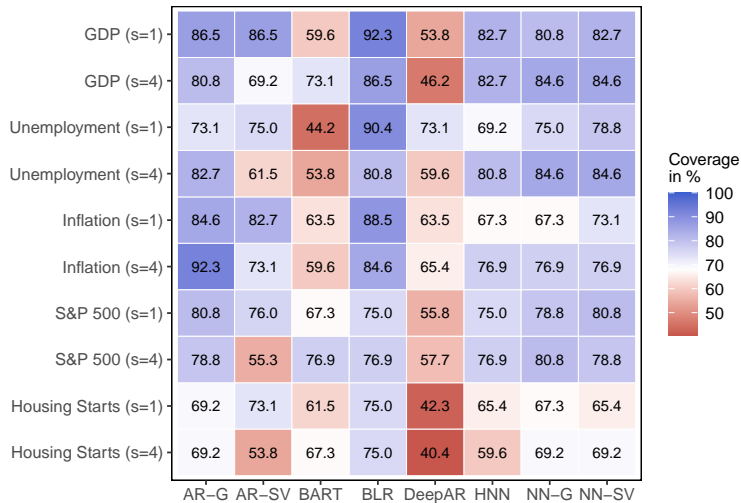 GDP (s=1) 86.5 86.5 59.6 92.3 53.8 82.7 80.8 82.7
GDP (s=4) 80.8 69.2 73.1 86.5 46.2 82.7 84.6 84.6
Unemployment (s=1) 73.1 75.0 44.2 90.4 73.1 69.2 75.0 78.8
Unemployment (s=4) 82.7 61.5 53.8 80.8 59.6 80.8 84.6 84.6
Inflation (s=1) 84.6 82.7 63.5 88.5 63.5 67.3 67.3 73.1
Inflation (s=4) 92.3 73.1 59.6 84.6 65.4 76.9 76.9 76.9
S&P 500 (s=1) 80.8 76.0 67.3 75.0 55.8 75.0 78.8 80.8
S&P 500 (s=4) 78.8 55.3 76.9 76.9 57.7 76.9 80.8 78.8
Housing Starts (s=1) 69.2 73.1 61.5 75.0 42.3 65.4 67.3 65.4
Housing Starts (s=4) 69.2 53.8 67.3 75.0 40.4 59.6 69.2 69.2
AR−G AR−SV BART BLR DeepAR HNN NN−G NN−SV
Coverage
in %
100
90
80
70
60
50